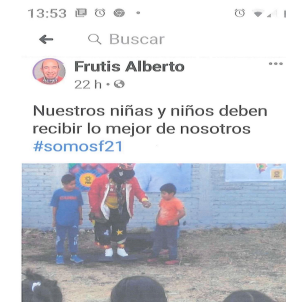 13:53
Buscar
Frutis Alberto
22 h
Nuestros niñas y niños deben
recibir lo mejor de nosotros
#somosf21